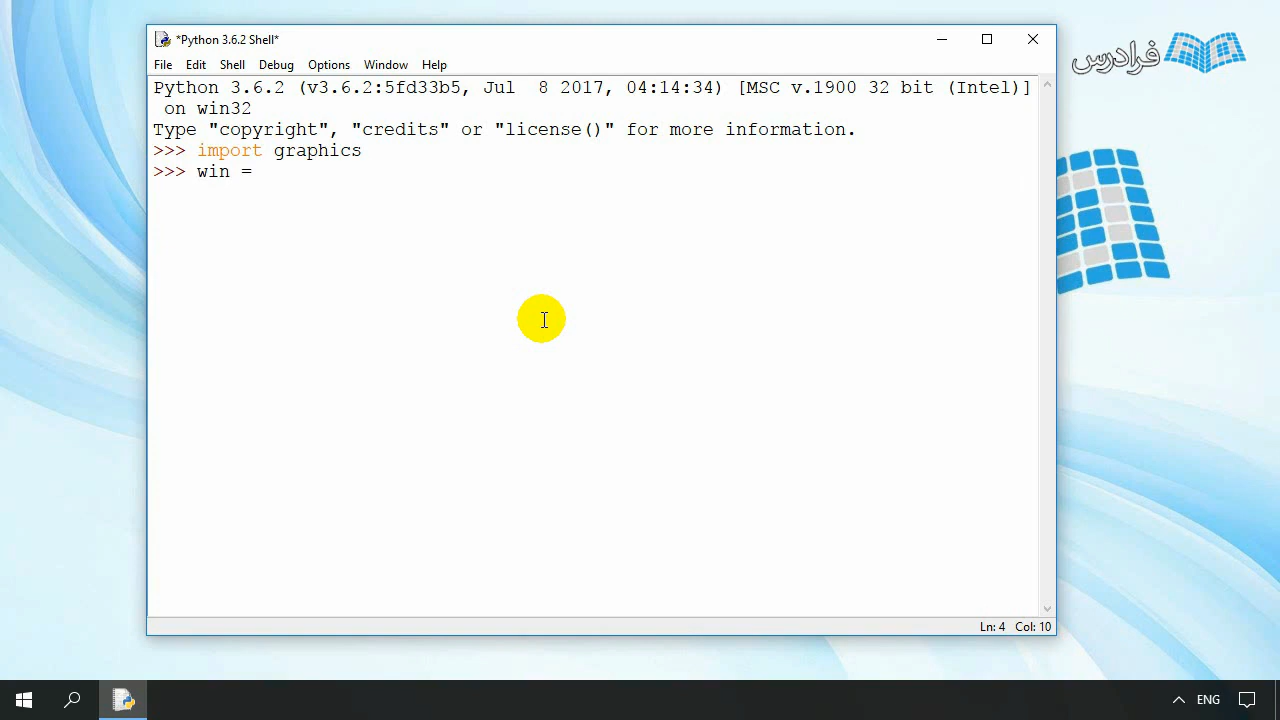 *Python 3.6.2 Shell*
File Edit Shell Debug Options Window Help
Python 3.6.2 (v3.6.2:5fd33b5, Jul  8 2017, 04:14:34) [MSC v.1900 32 bit (Intel)]
 on win32
Type "copyright", "credits" or "license()" for more information.
>>> import graphics
>>> win =
Ln: 4 Col: 10
فرادرس
ENG